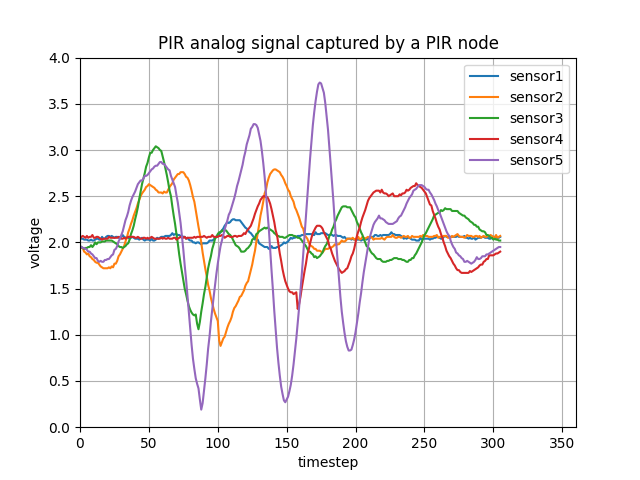 PIR analog signal captured by a PIR node
4.0
3.5
3.0
2.5
2.0
1.5
1.0
0.5
0.0
voltage
sensor1
sensor2
sensor3
sensor4
sensor5
0 50 100 150 200 250 300 350
timestep